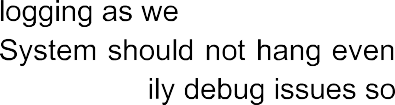 logging as we
System should not hang even
ily debug issues so